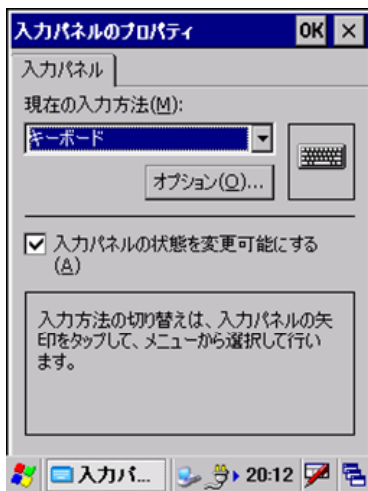 入力パネルのプロパティ OK ×
入力パネル
現在の入力方法(M):
キーボード
オプション(O)...
入力パネルの状態を変更可能にする
(A)
入力方法の切り替えは、入力パネルの矢
印をタップして、メニューから選択して行い
ます。
入力パ... 20:12